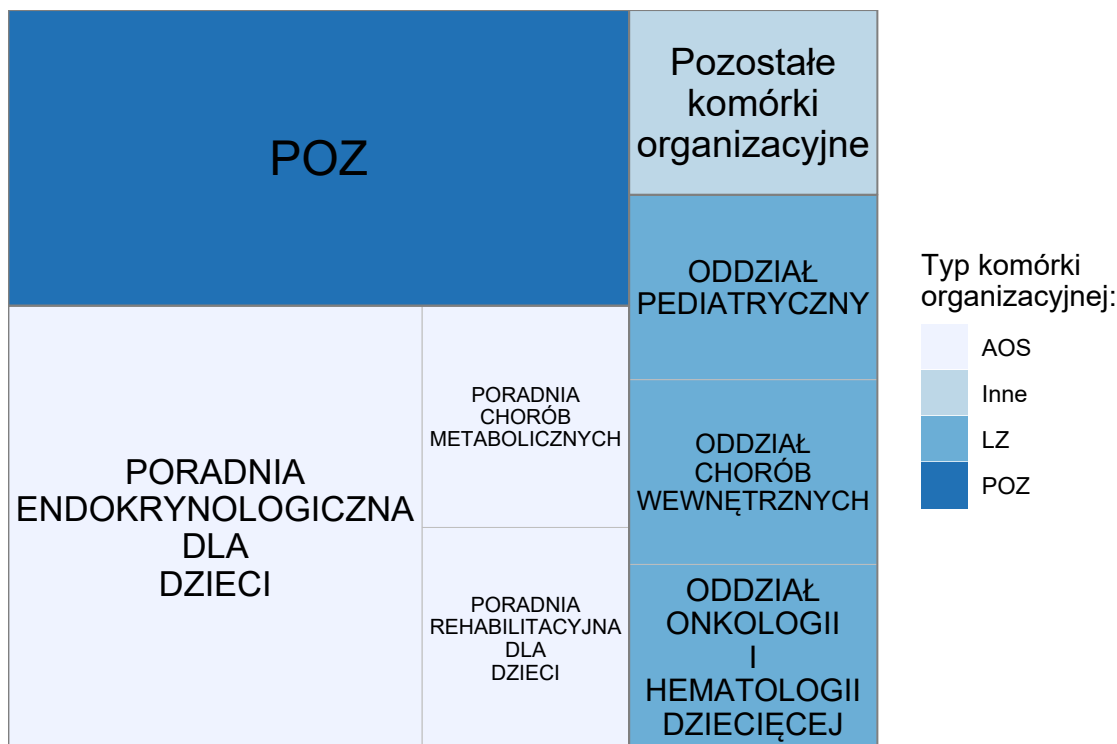 POZ
Pozostałe
komórki
organizacyjne
ODDZIAŁ
PEDIATRYCZNY
PORADNIA
ENDOKRYNOLOGICZNA
DLA
DZIECI
PORADNIA
CHORÓB
METABOLICZNYCH
PORADNIA
REHABILITACYJNA
DLA
DZIECI
ODDZIAŁ
CHORÓB
WEWNĘTRZNYCH
ODDZIAŁ
ONKOLOGII
I
HEMATOLOGII
DZIECIĘCEJ
Typ komórki
organizacyjnej:
AOS
Inne
LZ
POZ